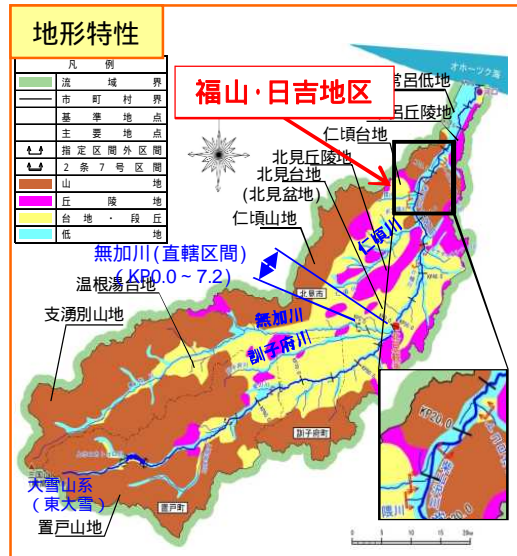 地形特性
凡例
流域界
市町村界
基準地点
主要地点
指定区間外区間
2条7号区間
山地
丘陵地
台地・段丘
低地
オホーツク海
常呂低地
呂丘陵地
福山・日吉地区
仁頃台地
北見丘陵地
北見台地
(北見盆地)
仁頃山地
仁頃川
無加川(直轄区間)
(KP0.0~7.2)
北見市
温根湯台地
無加川
支湧別山地
訓子府川
訓子府町
KP20.0
大雪山系
(東大雪)
置戸町
置戸山地